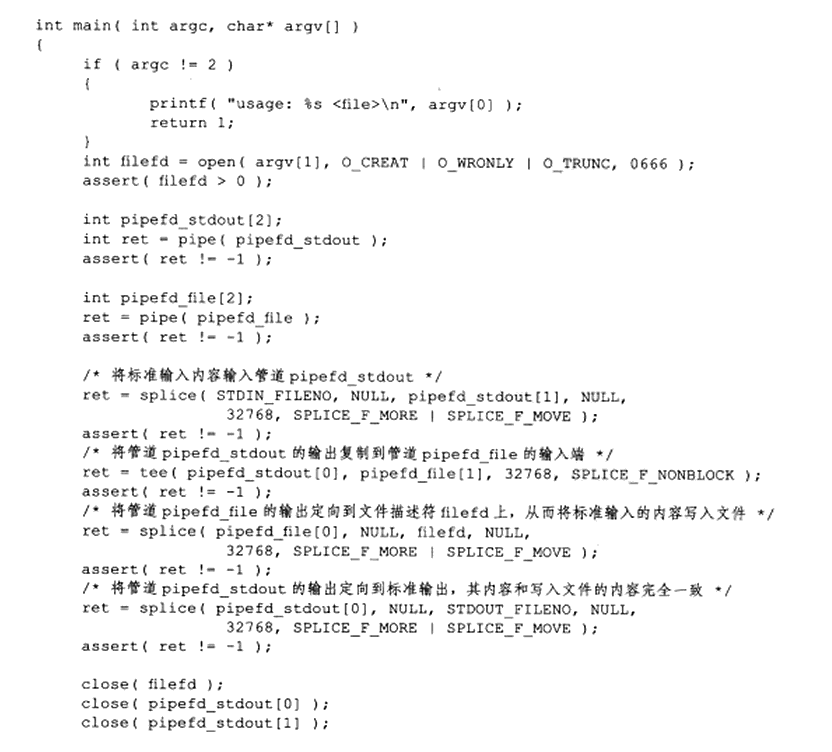 int main( int argc, char* argv[] )
{
if ( argc != 2 )
{
printf( "usage: %s <file>\n", argv[0] );
return 1;
}
int filefd = open( argv[1], O_CREAT | O_WRONLY | O_TRUNC, 0666 );
assert( filefd > 0 );
int pipefd_stdout[2];
int ret = pipe( pipefd_stdout );
assert( ret != -1 );
int pipefd_file[2];
ret = pipe( pipefd_file );
assert( ret != -1 );
/* 将标准输入内容输入管道 pipefd_stdout */
ret = splice( STDIN_FILENO, NULL, pipefd_stdout[1], NULL,
32768, SPLICE_F_MORE | SPLICE_F_MOVE );
assert( ret != -1 );
/* 将管道 pipefd_stdout 的输出复制到管道 pipefd_file 的输入端 */
ret = tee( pipefd_stdout[0], pipefd_file[1], 32768, SPLICE_F_NONBLOCK );
assert( ret != -1 );
/* 将管道 pipefd_file 的输出定向到文件描述符 filefd 上，从而将标准输入的内容写入文件 */
ret = splice( pipefd_file[0], NULL, filefd, NULL,
32768, SPLICE_F_MORE | SPLICE_F_MOVE );
assert( ret != -1 );
/* 将管道 pipefd_stdout 的输出定向到标准输出，其内容和写入文件的内容完全一致 */
ret = splice( pipefd_stdout[0], NULL, STDOUT_FILENO, NULL,
32768, SPLICE_F_MORE | SPLICE_F_MOVE );
assert( ret != -1 );
close( filefd );
close( pipefd_stdout[0] );
close( pipefd_stdout[1] );